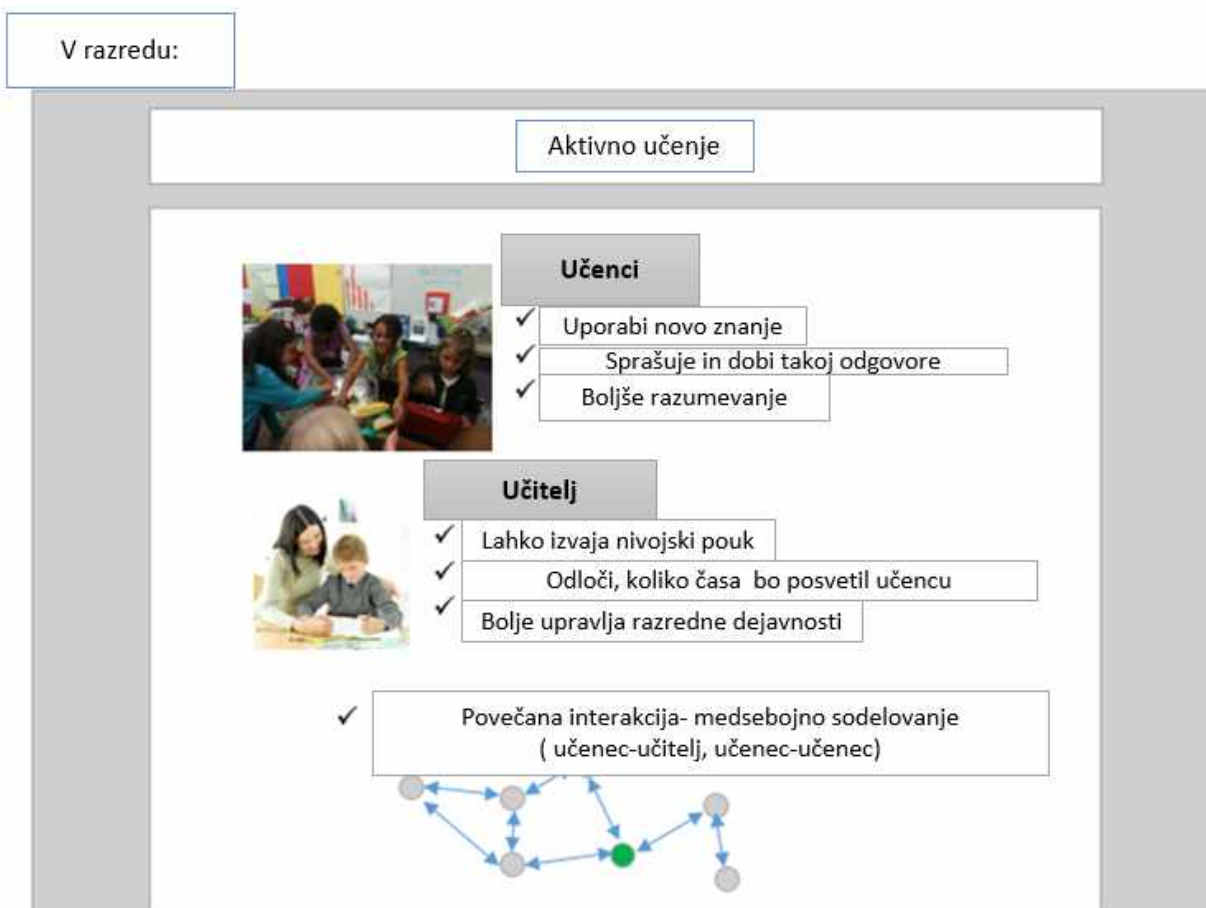 V razredu:
Aktivno učenje
Učenci
✓ Uporabi novo znanje
✓ Sprašuje in dobi takoj odgovore
✓ Boljše razumevanje
Učitelj
✓ Lahko izvaja nivojski pouk
✓ Odloči, koliko časa  bo posvetil učencu
✓ Bolje upravlja razredne dejavnosti
✓ Povečana interakcija- medsebojno sodelovanje
( učenec-učitelj, učenec-učenec)